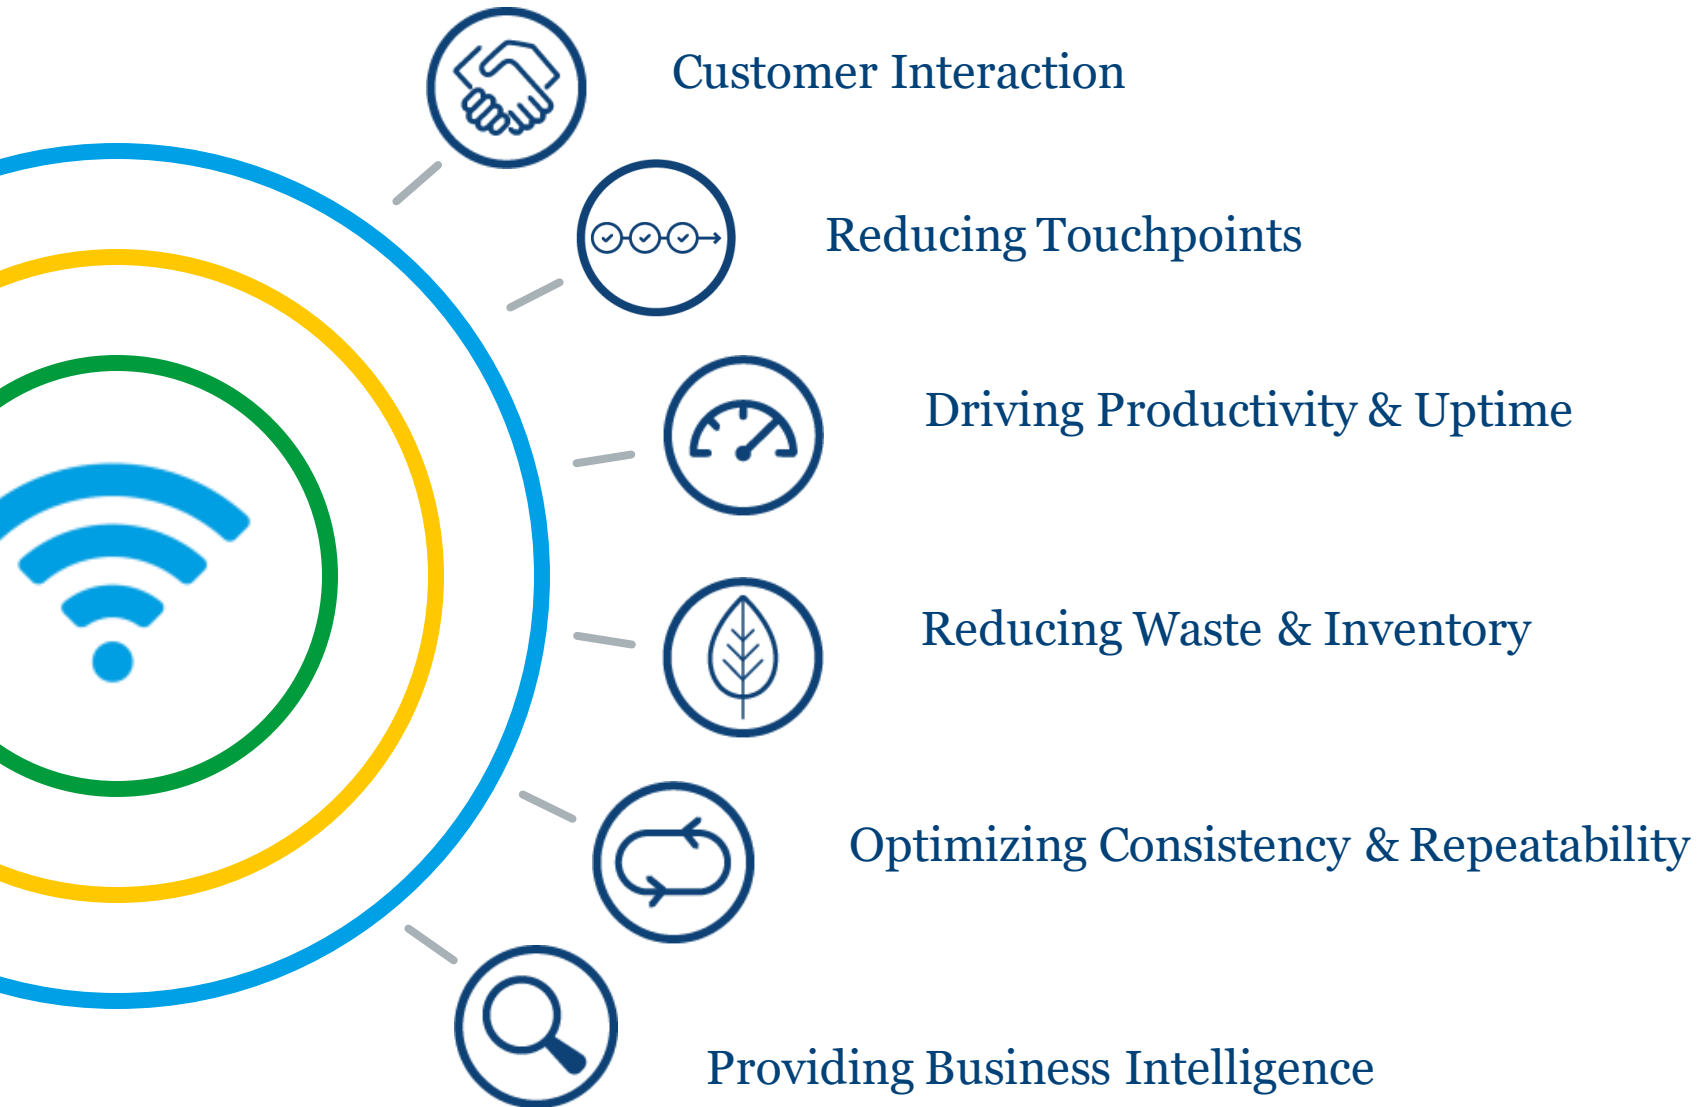 Customer Interaction
Reducing Touchpoints
Driving Productivity & Uptime
Reducing Waste & Inventory
Optimizing Consistency & Repeatability
Providing Business Intelligence